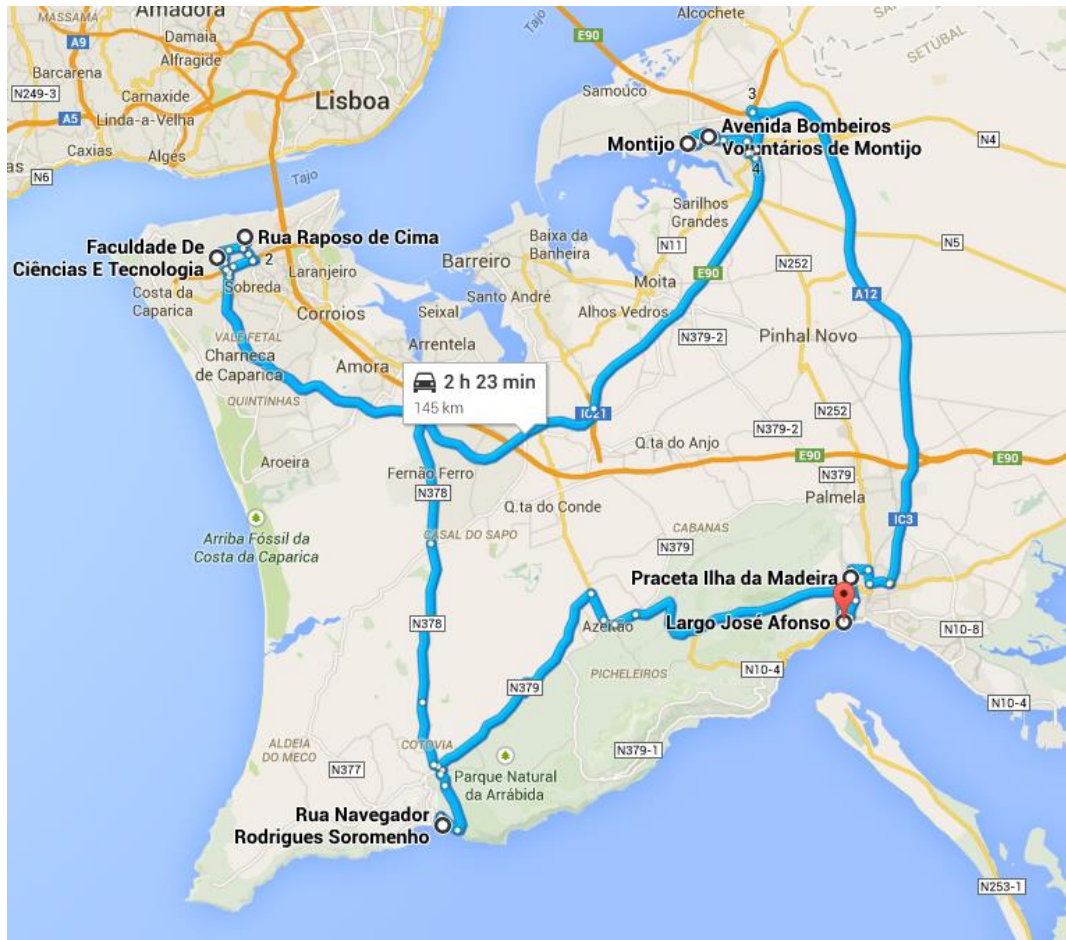 MASSAMA
Amadora
Damaia
Alfragide
A9
Barcarena
N249-3
Carnaxide
A5
Linda-a-Velha
Caxias
Algés
N6
Lisboa
Tajo
Tajo
E90
Alcochete
SETÚBAL
Samouco
3
Montijo
Avenida Bombeiros
Voluntários de Montijo
4
N4
Sarilhos
Grandes
N11
N5
Faculdade De
Ciências E Tecnologia
Rua Raposo de Cima
2
Costa da
Caparica
Sobreda
Laranjeiro
Corroios
Barreiro
Baixa da
Banheira
Seixal
Santo André
Moita
Alhos Vedros
E90
N252
A12
VALE FETAL
Charneca
de Caparica
Arrentela
Amora
N379-2
Pinhal Novo
QUINTINHAS
2 h 23 min
145 km
IC21
N252
N379-2
Q.ta do Anjo
E90
E90
N379
Palmela
Aroeira
Fernão Ferro
N378
Q.ta do Conde
IC3
Arriba Fóssil da
Costa da Caparica
CASAL DO SAPO
CABANAS
N379
Praceta Ilha da Madeira
Largo José Afonso
N378
Azeitão
N10-8
PICHELEIROS
N10-4
N10-4
N379
ALDEIA
DO MECO
COTOVIA
N377
N379-1
Parque Natural
da Arrábida
Rua Navegador
Rodrigues Soromenho
N253-1